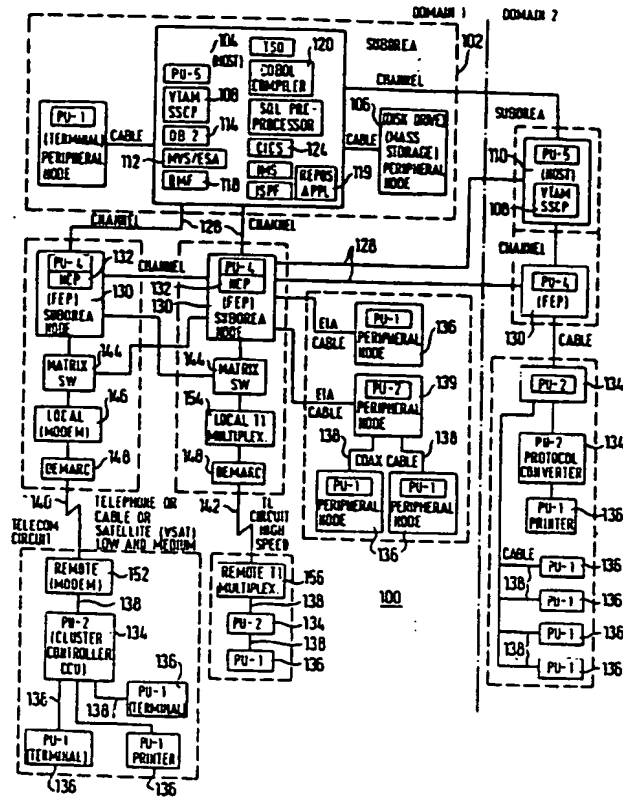 DOMAIN 1
DOMAIN 2
104
(HOST)
TSO
120
SUBAREA
102
PU-5
COBOL
COMPILER
CHANNEL
VTAM
SSCP
108
SQL PRE-
PROCESSOR
106
(DISK DRIVE)
(MASS
STORAGE)
PERIPHERAL
NODE
SUBAREA
PU-1
(TERMINAL)
PERIPHERAL
NODE
CABLE
DB 2
114
CICS
124
CABLE
112
MVS/ESA
IMS
REPOS
APPL
119
RMF
118
ISPF
110
PU-5
(HOST)
VTAM
SSCP
108
CHANNEL
128
CHANNEL
CHANNEL
PU-4
NCP
132
(FEP)
130
SUBAREA
NODE
CHANNEL
132
130
PU-4
NCP
(FEP)
SUBAREA
NODE
128
PU-4
(FEP)
130
CABLE
EIA
CABLE
PU-1
PERIPHERAL
NODE
136
MATRIX
SW
144
144
MATRIX
SW
EIA
CABLE
PU-2
PERIPHERAL
NODE
139
PU-2
134
LOCAL
(MODEM)
146
154
LOCAL T1
MULTIPLEX.
138
COAX CABLE
138
PU-2
PROTOCOL
CONVERTER
134
DEMARC
148
148
DEMARC
PU-1
PERIPHERAL
NODE
PU-1
PERIPHERAL
NODE
136
PU-1
PRINTER
136
140
TELECOM
CIRCUIT
TELEPHONE OR
CABLE OR
SATELLITE (VSAT)
LOW AND MEDIUM
142
T1
CIRCUIT
HIGH
SPEED
CABLE
138
PU-1
136
PU-1
136
REMOTE
(MODEM)
152
REMOTE T1
MULTIPLEX.
156
100
138
138
PU-1
136
PU-2
(CLUSTER
CONTROLLER
CCU)
134
PU-2
134
138
138
PU-1
136
PU-1
136
136
138
136
PU-1
(TERMINAL)
PU-1
(TERMINAL)
136
PU-1
PRINTER
136